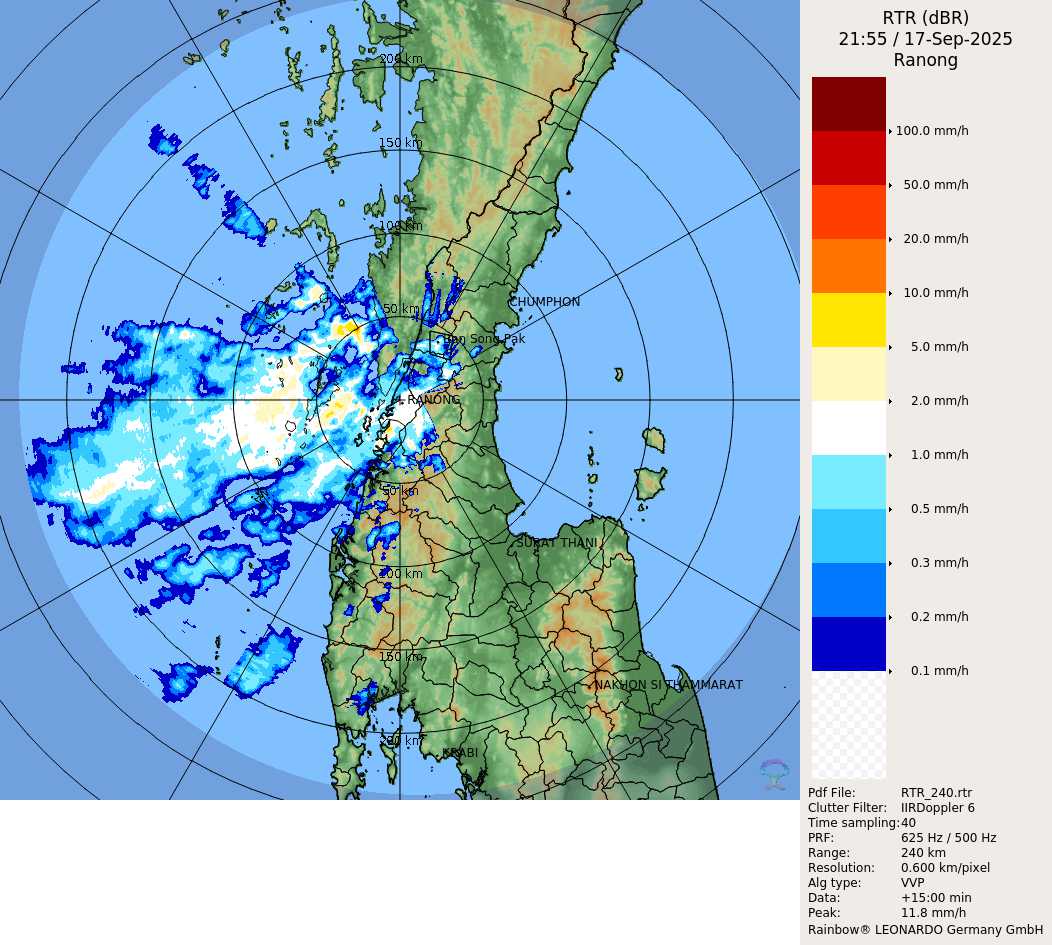 RTR (dBR)
21:55 / 17-Sep-2025
Ranong
100.0 mm/h
50.0 mm/h
20.0 mm/h
10.0 mm/h
5.0 mm/h
2.0 mm/h
1.0 mm/h
0.5 mm/h
0.3 mm/h
0.2 mm/h
0.1 mm/h
200 km
150 km
100 km
50 km
CHUMPHON
Ban Song Pak
RANONG
50 km
SURAT THANI
100 km
150 km
NAKHON SI THAMMARAT
200 km
KRABI
Pdf File: RTR_240.rtr
Clutter Filter: IIRDoppler 6
Time sampling:40
PRF: 625 Hz / 500 Hz
Range: 240 km
Resolution: 0.600 km/pixel
Alg type: VVP
Data: +15:00 min
Peak: 11.8 mm/h
Rainbow® LEONARDO Germany GmbH